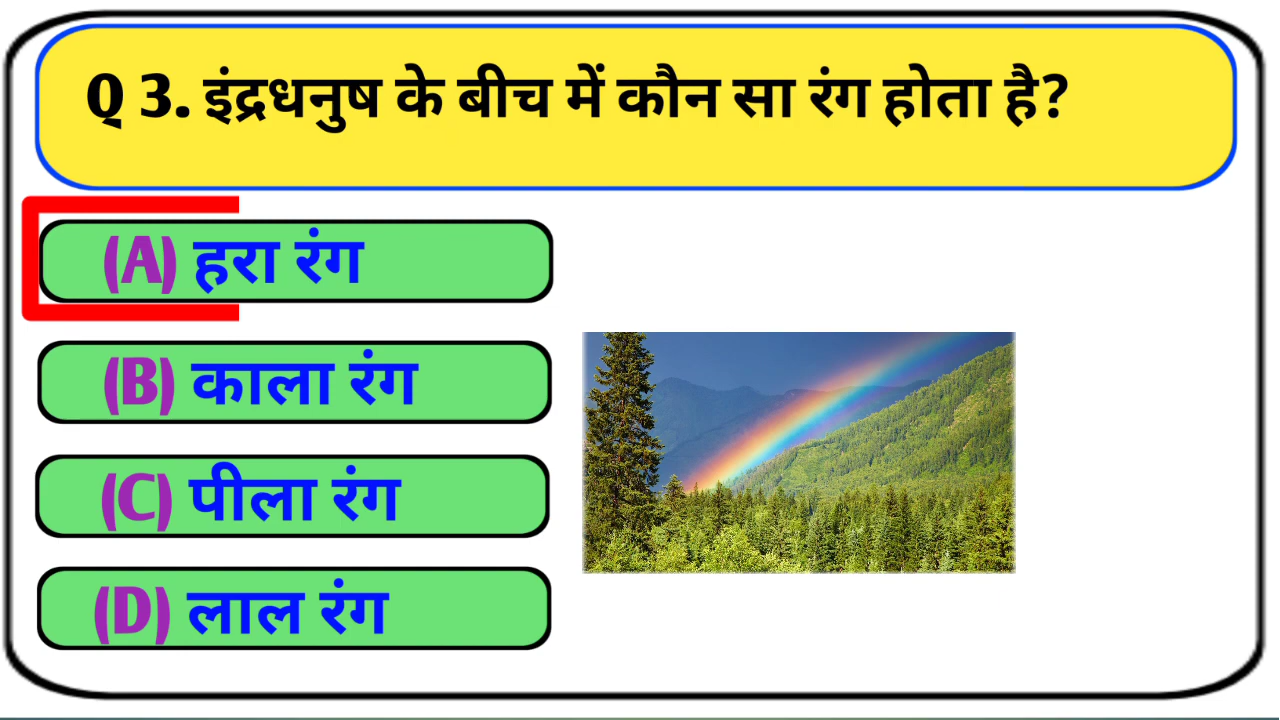 Q 3. इंद्रधनुष के बीच में कौन सा रंग होता है?
(A) हरा रंग
(B) काला रंग
(C) पीला रंग
(D) लाल रंग